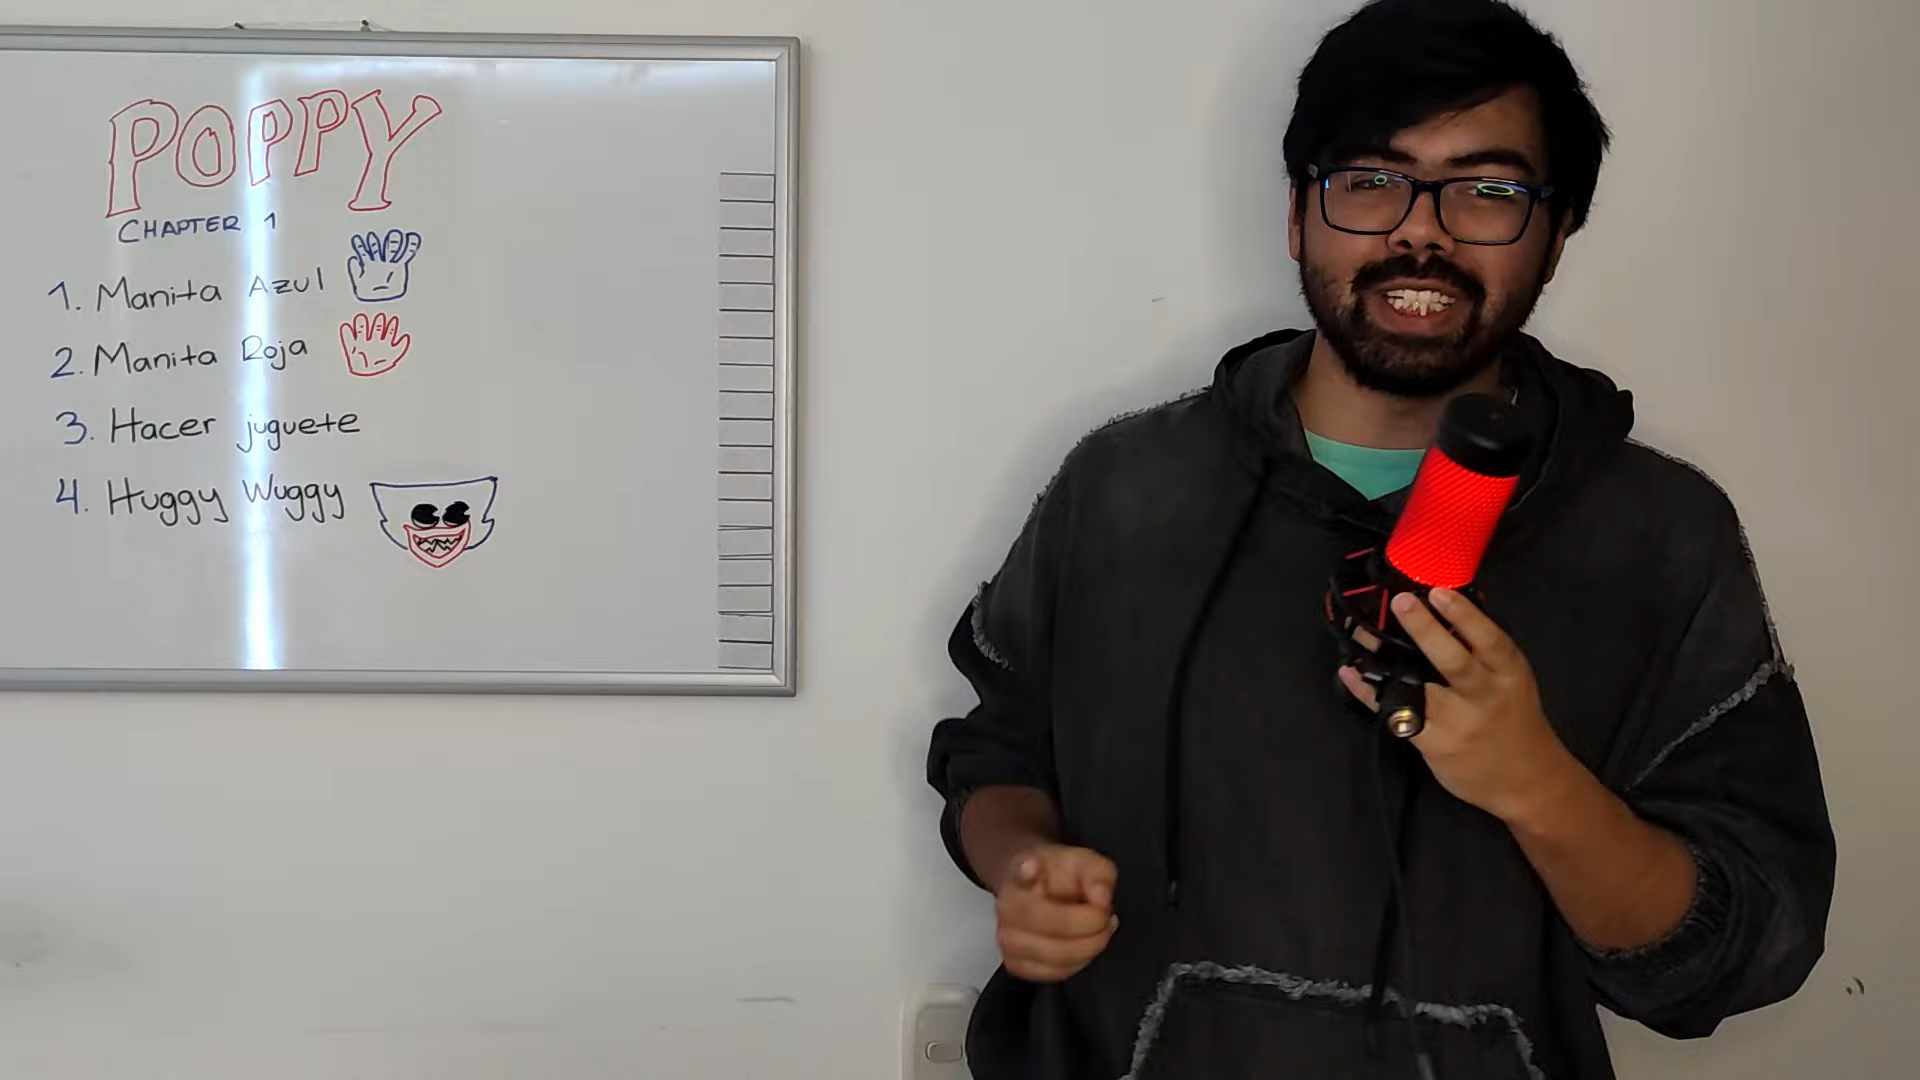 POPPY
CHAPTER 1
1. Manita Azul
2. Manita Roja
3. Hacer juguete
4. Huggy Wuggy